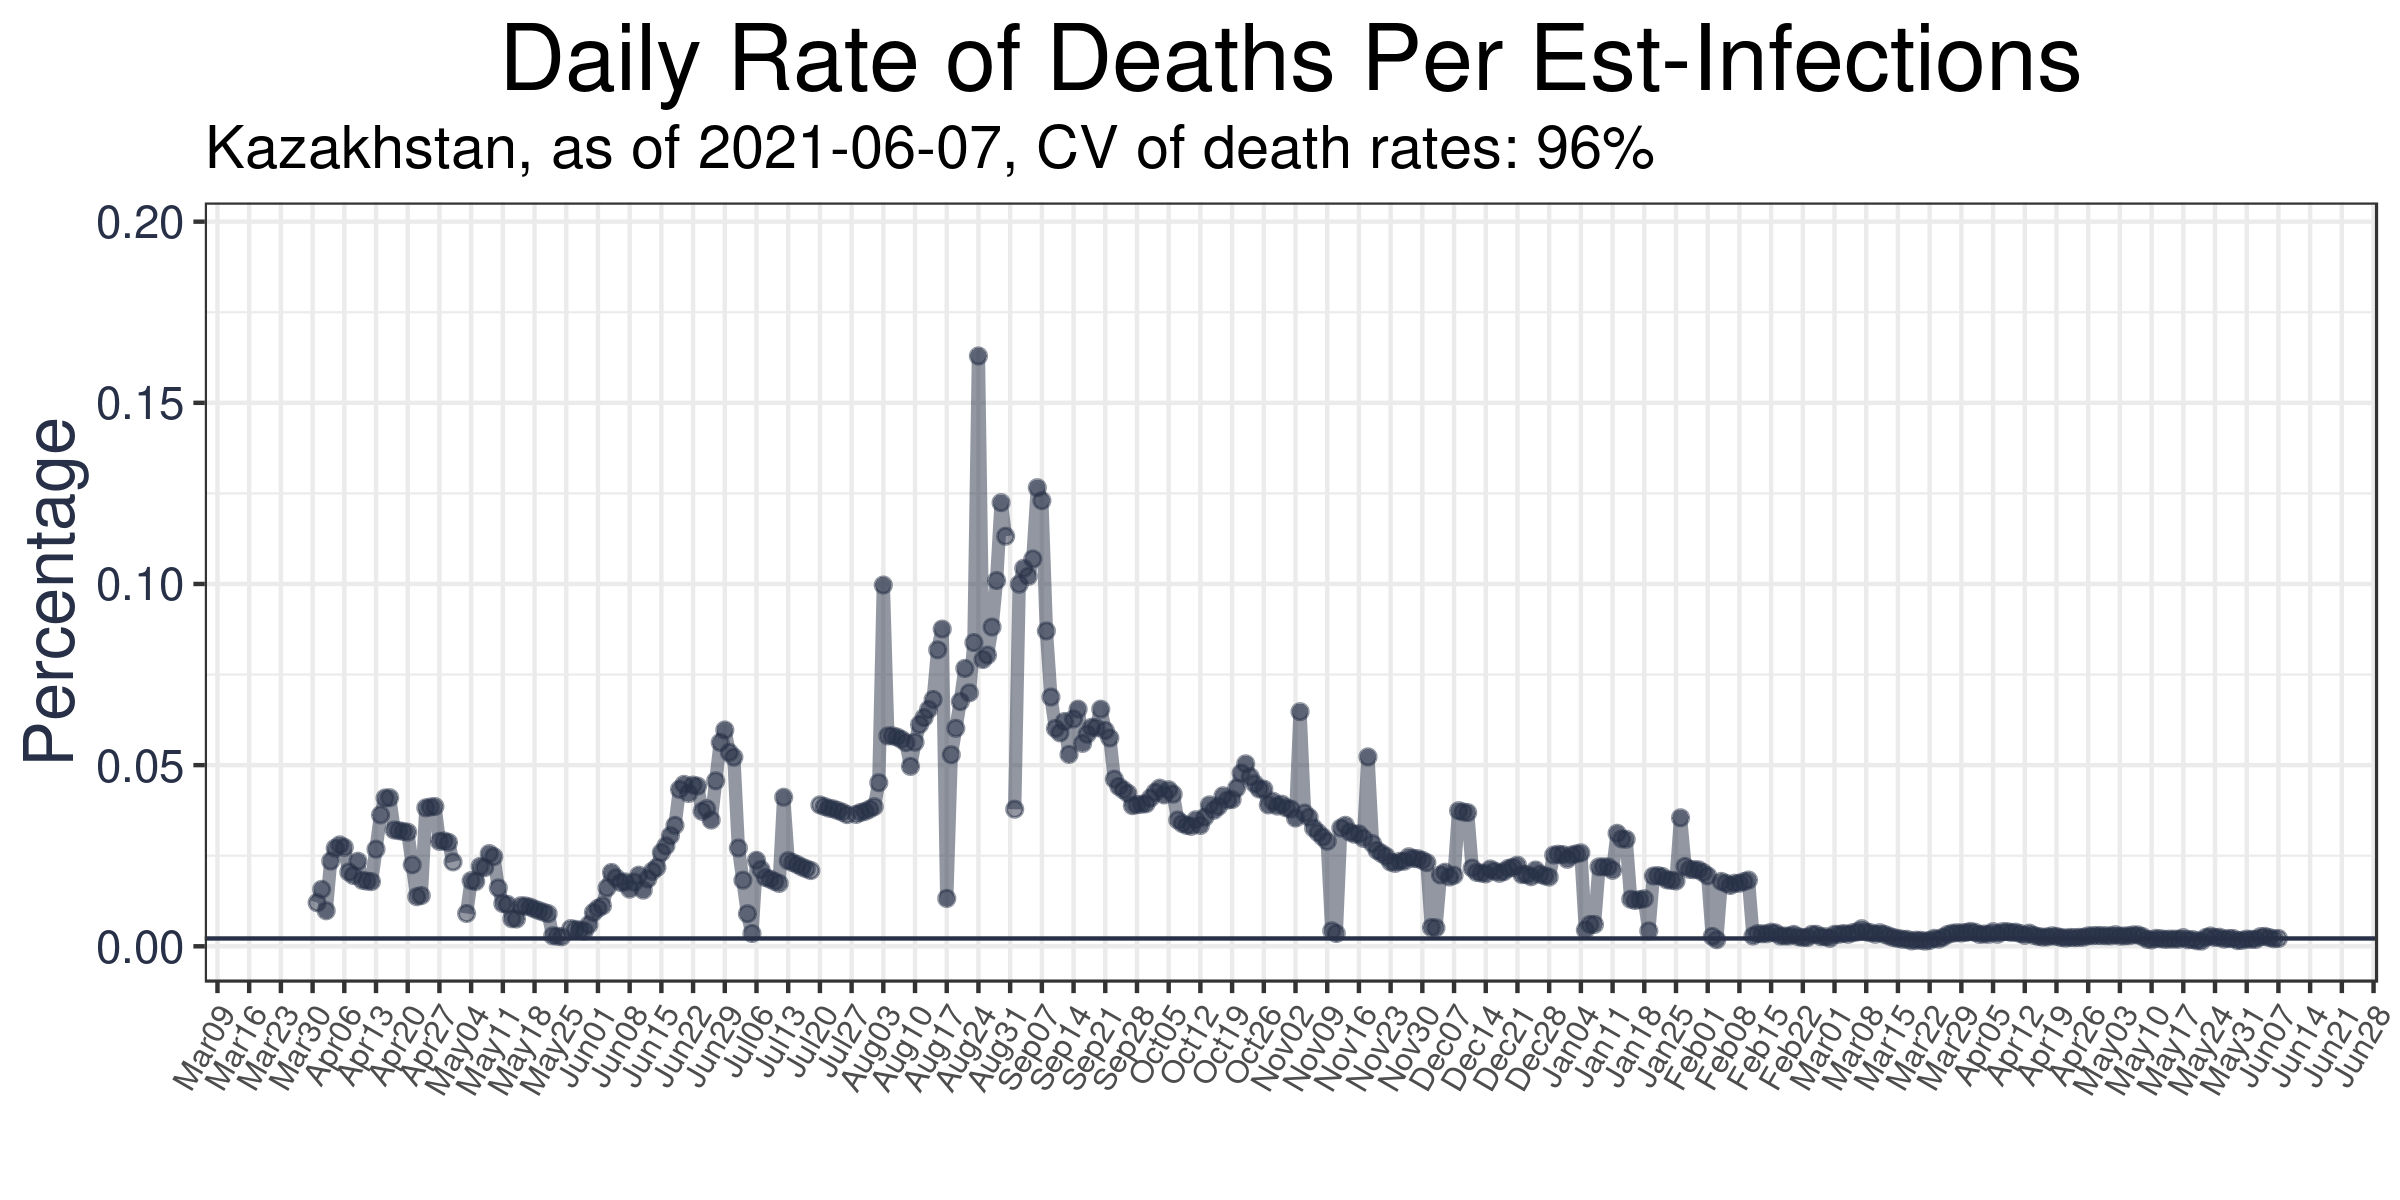 Daily Rate of Deaths Per Est-Infections
Kazakhstan, as of 2021-06-07, CV of death rates: 96%
Percentage
0.20
0.15
0.10
0.05
0.00
Mar09
Mar16
Mar23
Mar30
Apr06
Apr13
Apr20
Apr27
May04
May11
May18
May25
Jun01
Jun08
Jun15
Jun22
Jun29
Jul06
Jul13
Jul20
Jul27
Aug03
Aug10
Aug17
Aug24
Aug31
Sep07
Sep14
Sep21
Sep28
Oct05
Oct12
Oct19
Oct26
Nov02
Nov09
Nov16
Nov23
Nov30
Dec07
Dec14
Dec21
Dec28
Jan04
Jan11
Jan18
Jan25
Feb01
Feb08
Feb15
Feb22
Mar01
Mar08
Mar15
Mar22
Mar29
Apr05
Apr12
Apr19
Apr26
May03
May10
May17
May24
May31
Jun07
Jun14
Jun21
Jun28